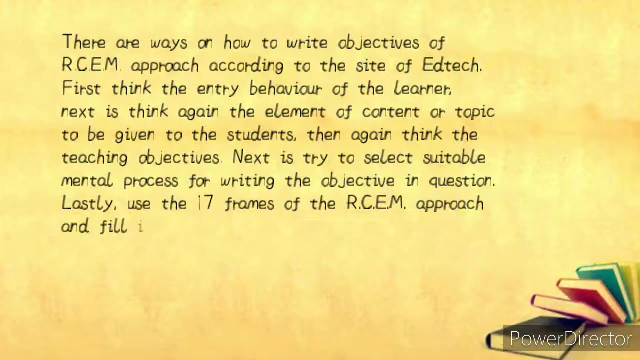 There are ways on how to write objectives of
R.C.E.M. approach according to the site of Edtech.
First think the entry behaviour of the learner,
next is think again the element of content or topic
to be given to the students, then again think the
teaching objectives. Next is try to select suitable
mental process for writing the objective in question.
Lastly, use the 17 frames of the R.C.E.M. approach
and fill i
PowerDirector